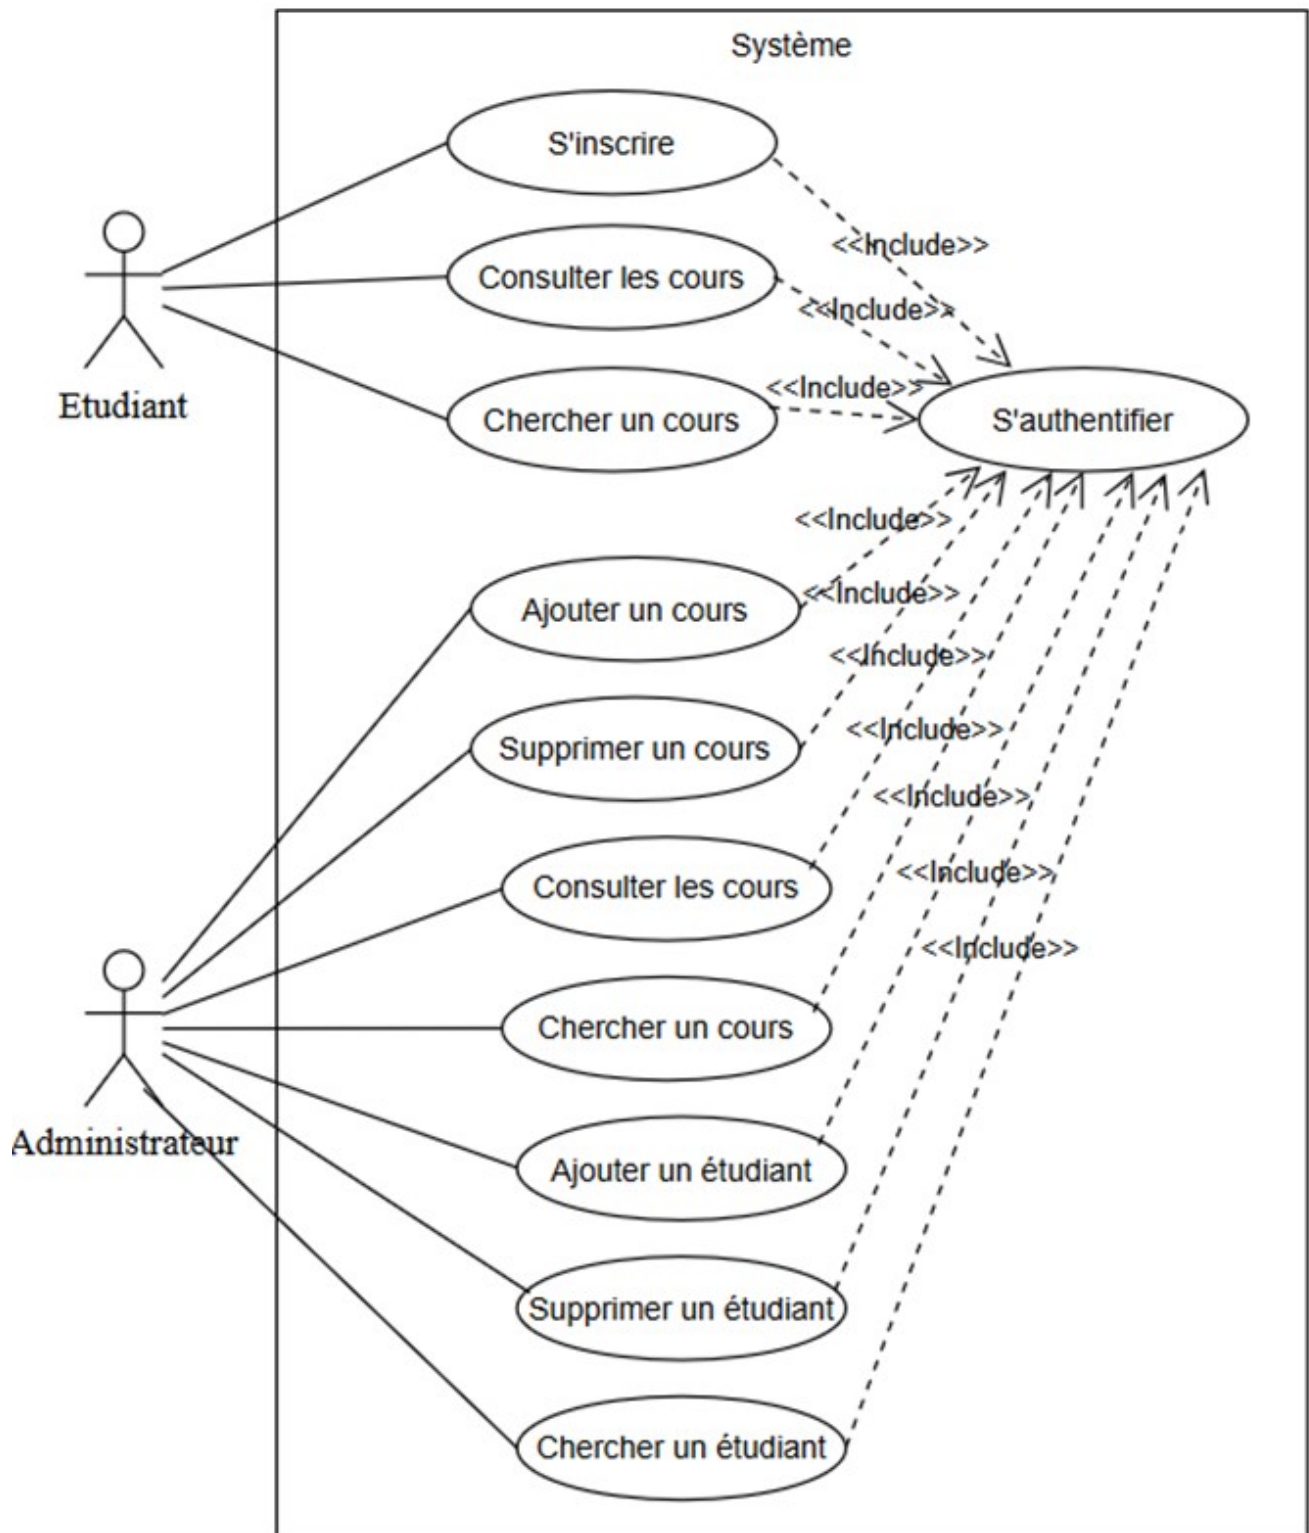 Système
S'inscrire
<<Include>>
Consulter les cours
<<Include>>
<<Include>>
Etudiant
Chercher un cours
S'authentifier
<<Include>>
<<Include>>
Ajouter un cours
<<Include>>
<<Include>>
Supprimer un cours
<<Include>>
<<Include>>
Consulter les cours
<<Include>>
Chercher un cours
Administrateur
Ajouter un étudiant
Supprimer un étudiant
Chercher un étudiant